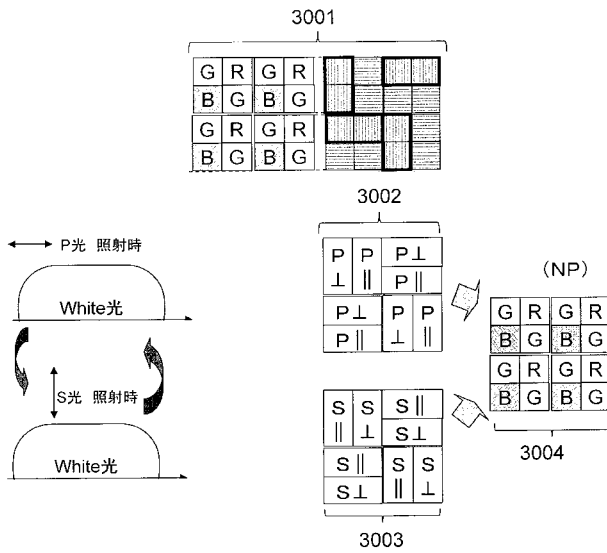 3001
G R G R
B G B G
G R G R
B G B G
3002
P光 照射時
White光
S光 照射時
White光
P P P⊥
⊥ ∥ P∥
P⊥ P P
P∥ ⊥ ∥
(NP)
G R G R
B G B G
G R G R
B G B G
3004
S S S∥
∥ ⊥ S⊥
S∥ S S
S⊥ ∥ ⊥
3003